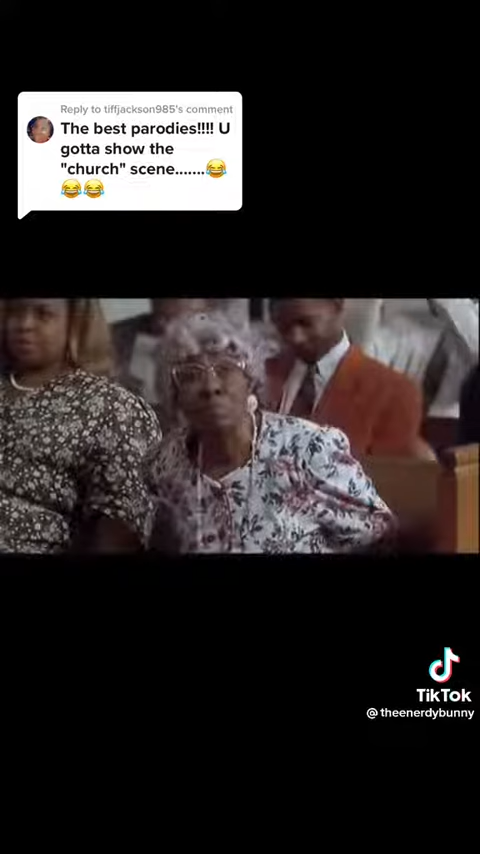 Reply to tiffjackson985's comment
The best parodies!!!! U
gotta show the
"church" scene.......😂
😂😂
TikTok
@theenerdybunny